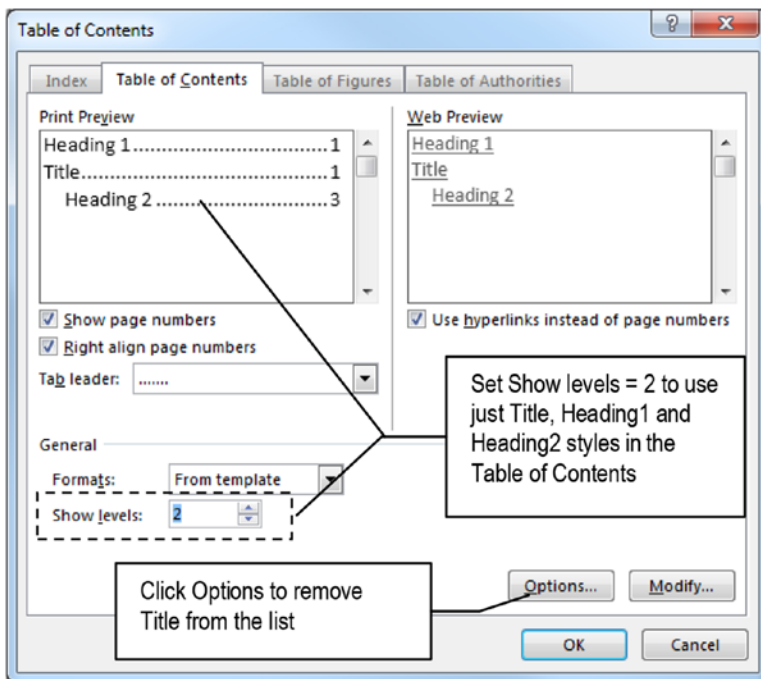 Table of Contents
Index
Table of Contents
Table of Figures
Table of Authorities
Print Preview
Heading 1....................................1
Title............................................1
Heading 2 ...............................3
Web Preview
Heading 1
Title
Heading 2
Show page numbers
Right align page numbers
Tab leader: .......
Use hyperlinks instead of page numbers
Set Show levels = 2 to use
just Title, Heading1 and
Heading2 styles in the
Table of Contents
General
Formats: From template
Show levels: 2
Click Options to remove
Title from the list
Options...
Modify...
OK
Cancel